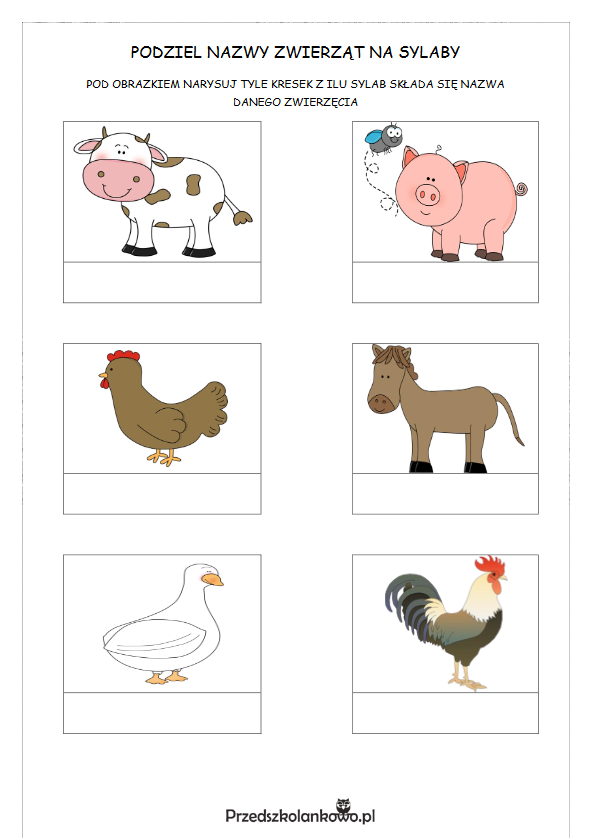 PODZIEL NAZWY ZWIERZĄT NA SYLABY
POD OBRAZKIEM NARYSUJ TYLE KRESEK Z ILU SYLAB SKŁADA SIĘ NAZWA
DANEGO ZWIERZĘCIA
Przedszkolankowo.pl